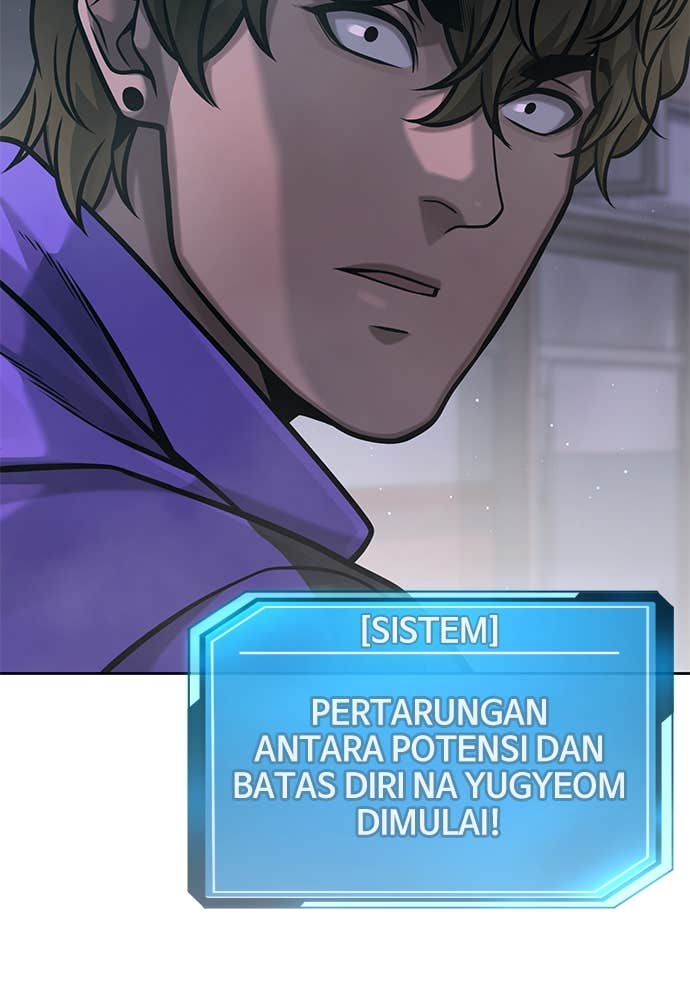 [SISTEM]
PERTARUNGAN
ANTARA POTENSI DAN
BATAS DIRI NA YUGYEOM
DIMULAI!